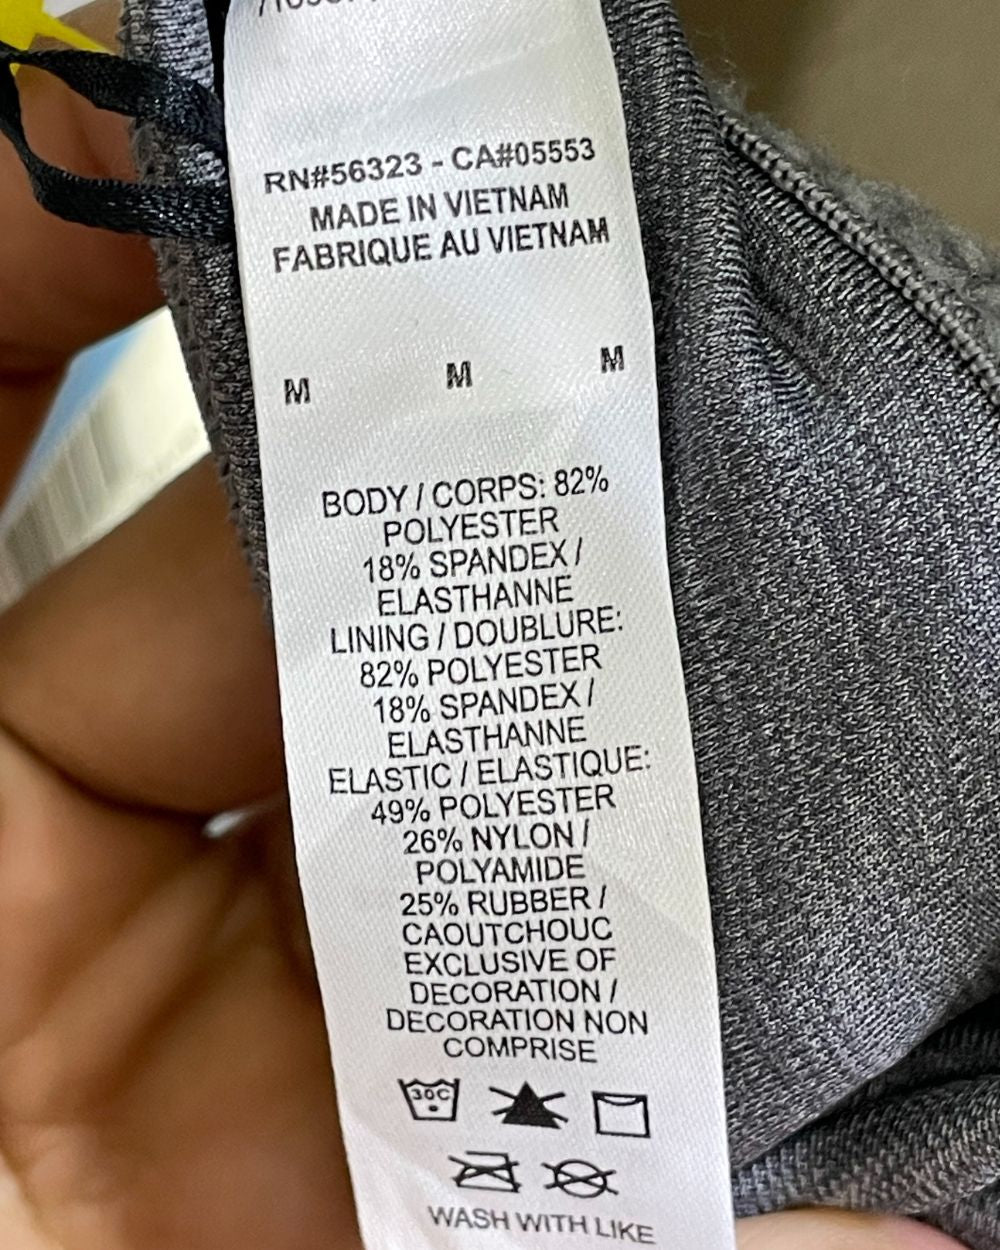 RN#56323 - CA#05553
MADE IN VIETNAM
FABRIQUE AU VIETNAM
M M M
BODY / CORPS: 82%
POLYESTER
18% SPANDEX /
ELASTHANNE
LINING / DOUBLURE:
82% POLYESTER
18% SPANDEX /
ELASTHANNE
ELASTIC / ELASTIQUE:
49% POLYESTER
26% NYLON /
POLYAMIDE
25% RUBBER /
CAOUTCHOUC
EXCLUSIVE OF
DECORATION /
DECORATION NON
COMPRISE
30C
WASH WITH LIKE